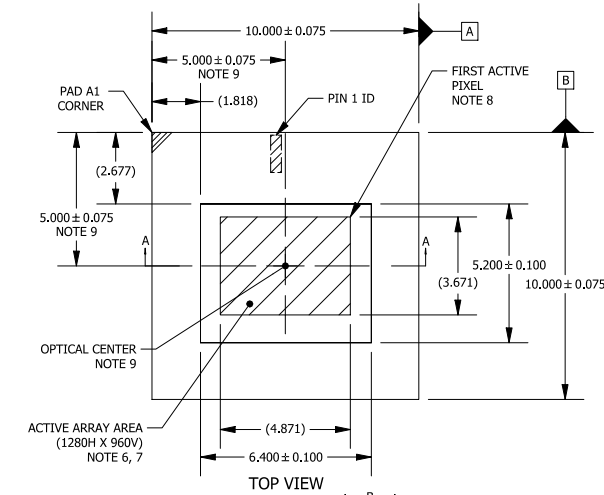 10.000 ± 0.075
A
5.000 ± 0.075
NOTE 9
FIRST ACTIVE
PIXEL
NOTE 8
B
PAD A1
CORNER
(1.818)
PIN 1 ID
(2.677)
5.000 ± 0.075
NOTE 9
A
A
5.200 ± 0.100
(3.671)
10.000 ± 0.075
OPTICAL CENTER
NOTE 9
ACTIVE ARRAY AREA
(1280H X 960V)
NOTE 6, 7
(4.871)
6.400 ± 0.100
TOP VIEW
B